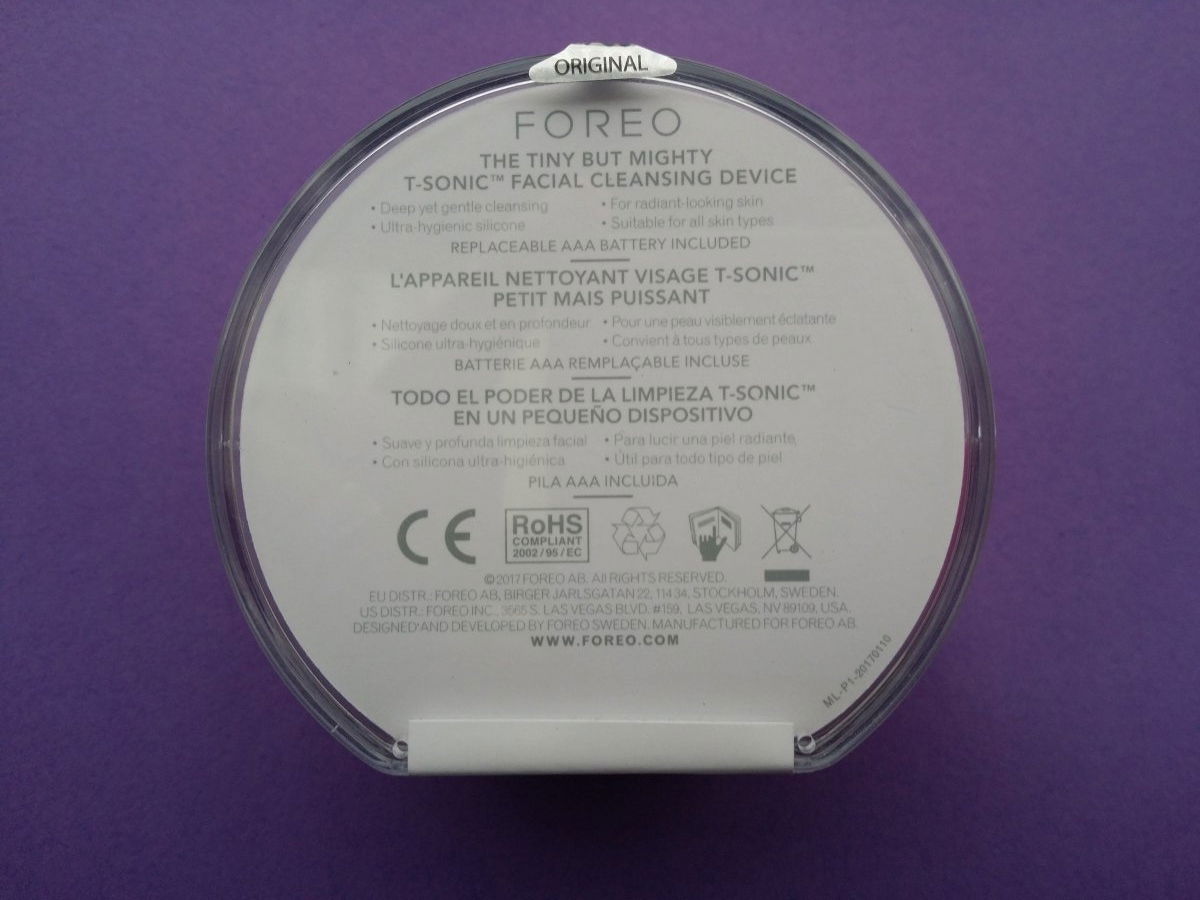 ORIGINAL
FOREO
THE TINY BUT MIGHTY
T-SONIC™ FACIAL CLEANSING DEVICE
• Deep yet gentle cleansing • For radiant-looking skin
• Ultra-hygienic silicone • Suitable for all skin types
REPLACEABLE AAA BATTERY INCLUDED
L'APPAREIL NETTOYANT VISAGE T-SONIC™
PETIT MAIS PUISSANT
• Nettoyage doux et en profondeur • Pour une peau visiblement éclatante
• Silicone ultra-hygiénique • Convient à tous types de peaux
BATTERIE AAA REMPLAÇABLE INCLUSE
TODO EL PODER DE LA LIMPIEZA T-SONIC™
EN UN PEQUEÑO DISPOSITIVO
• Suave y profunda limpieza facial • Para lucir una piel radiante,
• Con silicona ultra-higiénica • Útil para todo tipo de piel
PILA AAA INCLUIDA
CE
RoHS
COMPLIANT
2002/95/EC
©2017 FOREO AB. All RIGHTS RESERVED.
EU DISTR.: FOREO AB, BIRGER JARLSGATAN 22, 114 34, STOCKHOLM, SWEDEN.
US DISTR.: FOREO INC., 3565 S. LAS VEGAS BLVD. #159, LAS VEGAS, NV 89109, USA.
DESIGNED AND DEVELOPED BY FOREO SWEDEN. MANUFACTURED FOR FOREO AB.
WWW.FOREO.COM
ML-P1-20170110